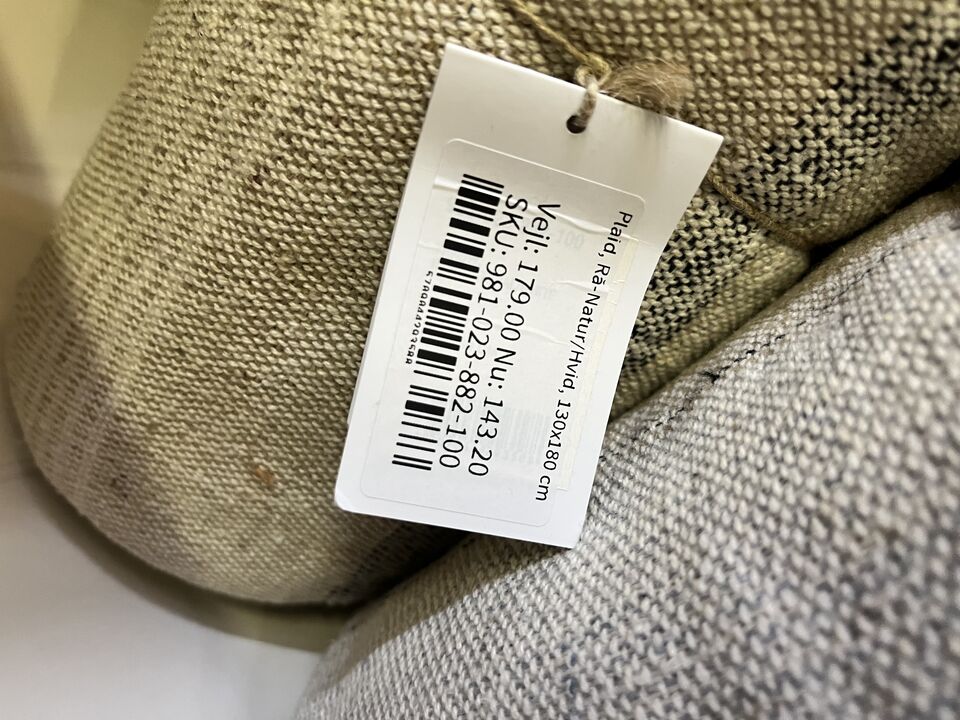 Plaid, Rå-Natur/Hvid, 130x180 cm
Vejl: 179.00 Nu: 143.20
SKU: 981-023-882-100